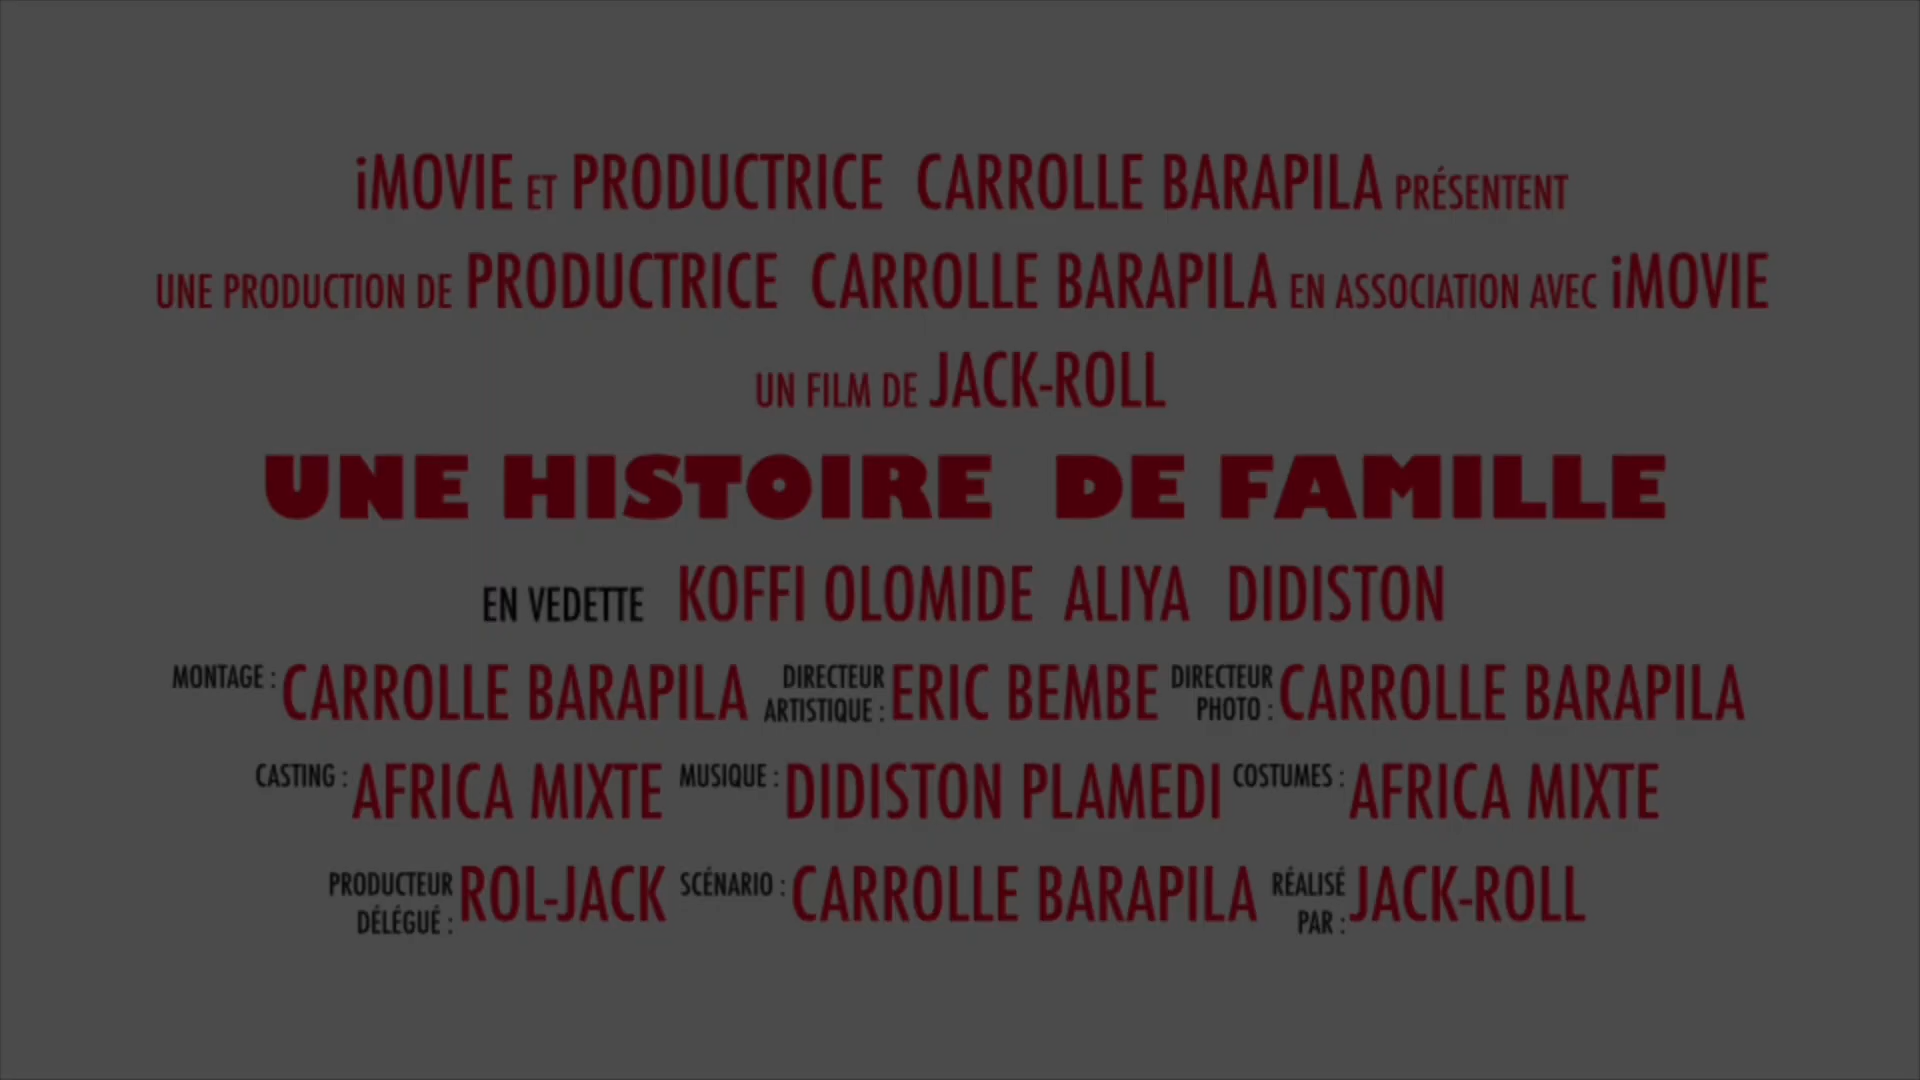 iMOVIE ET PRODUCTRICE CARROLLE BARAPILA PRÉSENTENT
UNE PRODUCTION DE PRODUCTRICE CARROLLE BARAPILA EN ASSOCIATION AVEC iMOVIE
UN FILM DE JACK-ROLL
UNE HISTOIRE DE FAMILLE
EN VEDETTE KOFFI OLOMIDE ALIYA DIDISTON
MONTAGE : CARROLLE BARAPILA DIRECTEUR ARTISTIQUE : ERIC BEMBE DIRECTEUR PHOTO : CARROLLE BARAPILA
CASTING : AFRICA MIXTE MUSIQUE : DIDISTON PLAMEDI COSTUMES : AFRICA MIXTE
PRODUCTEUR DÉLÉGUÉ : ROL-JACK SCÉNARIO : CARROLLE BARAPILA RÉALISÉ PAR : JACK-ROLL